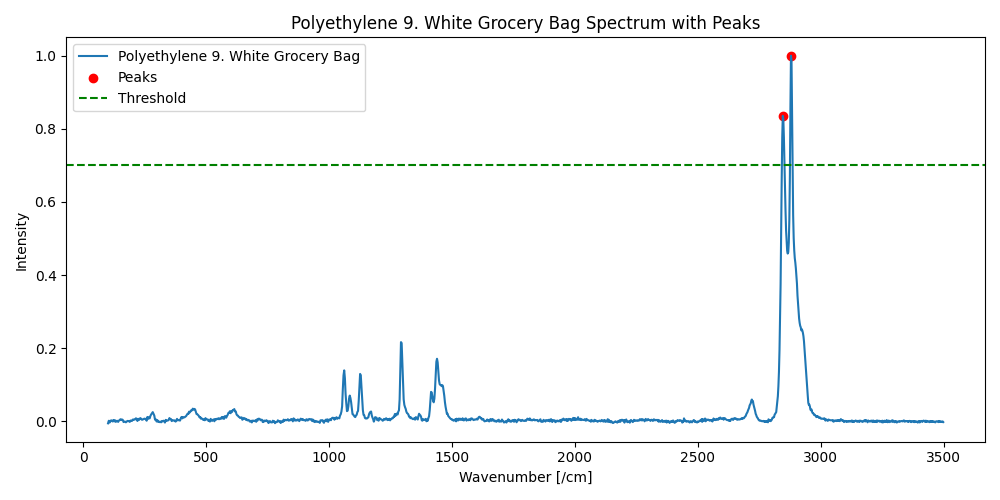 Polyethylene 9. White Grocery Bag Spectrum with Peaks
Polyethylene 9. White Grocery Bag
Peaks
Threshold
1.0
0.8
0.6
0.4
0.2
0.0
Intensity
0 500 1000 1500 2000 2500 3000 3500
Wavenumber [/cm]